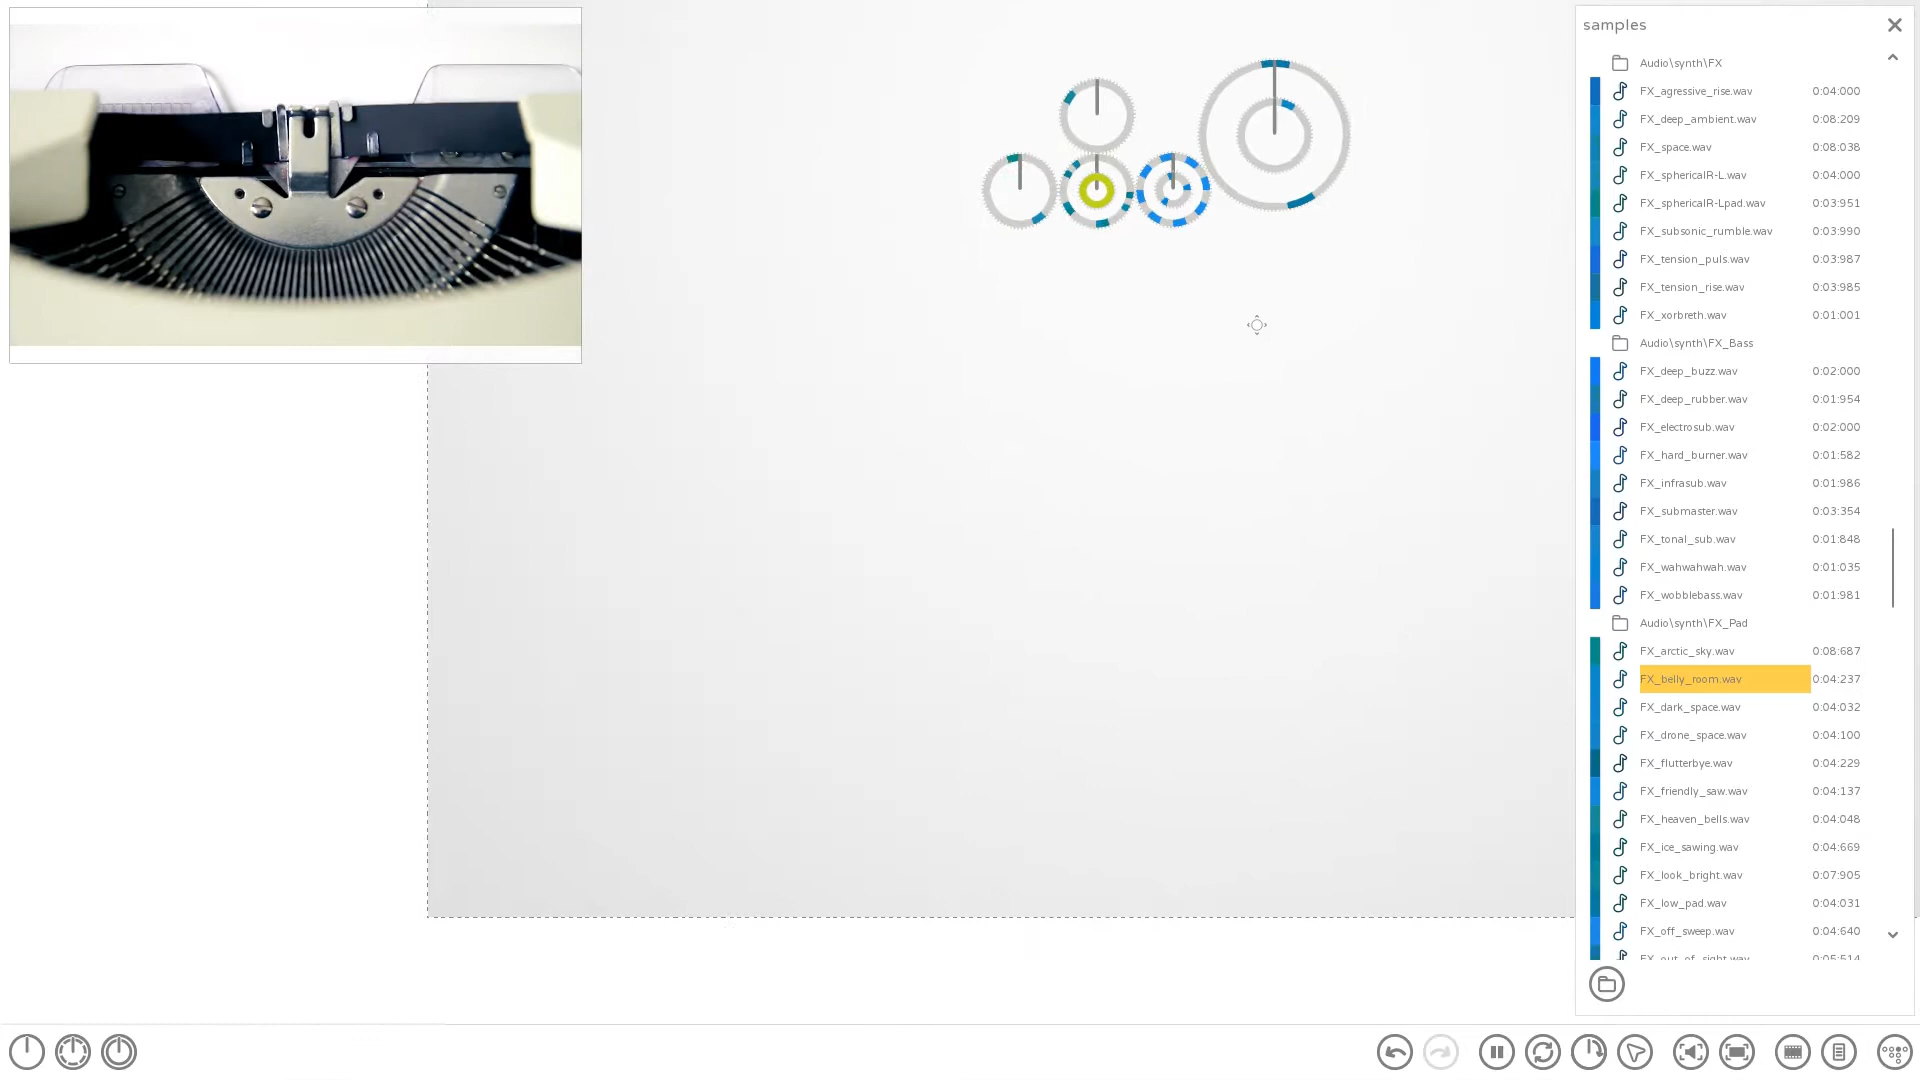 samples
Audio\synth\FX
FX_agressive_rise.wav 0:04:000
FX_deep_ambient.wav 0:08:209
FX_space.wav 0:08:038
FX_sphericalR-L.wav 0:04:000
FX_sphericalR-Lpad.wav 0:03:951
FX_subsonic_rumble.wav 0:03:990
FX_tension_puls.wav 0:03:987
FX_tension_rise.wav 0:03:985
FX_xorbreth.wav 0:01:001
Audio\synth\FX_Bass
FX_deep_buzz.wav 0:02:000
FX_deep_rubber.wav 0:01:954
FX_electrosub.wav 0:02:000
FX_hard_burner.wav 0:01:582
FX_infrasub.wav 0:01:986
FX_submaster.wav 0:03:354
FX_tonal_sub.wav 0:01:848
FX_wahwahwah.wav 0:01:035
FX_wobblebass.wav 0:01:981
Audio\synth\FX_Pad
FX_arctic_sky.wav 0:08:687
FX_belly_room.wav 0:04:237
FX_dark_space.wav 0:04:032
FX_drone_space.wav 0:04:100
FX_flutterbye.wav 0:04:229
FX_friendly_saw.wav 0:04:137
FX_heaven_bells.wav 0:04:048
FX_ice_sawing.wav 0:04:669
FX_look_bright.wav 0:07:905
FX_low_pad.wav 0:04:031
FX_off_sweep.wav 0:04:640
FX_out_of_sight.wav 0:05:514